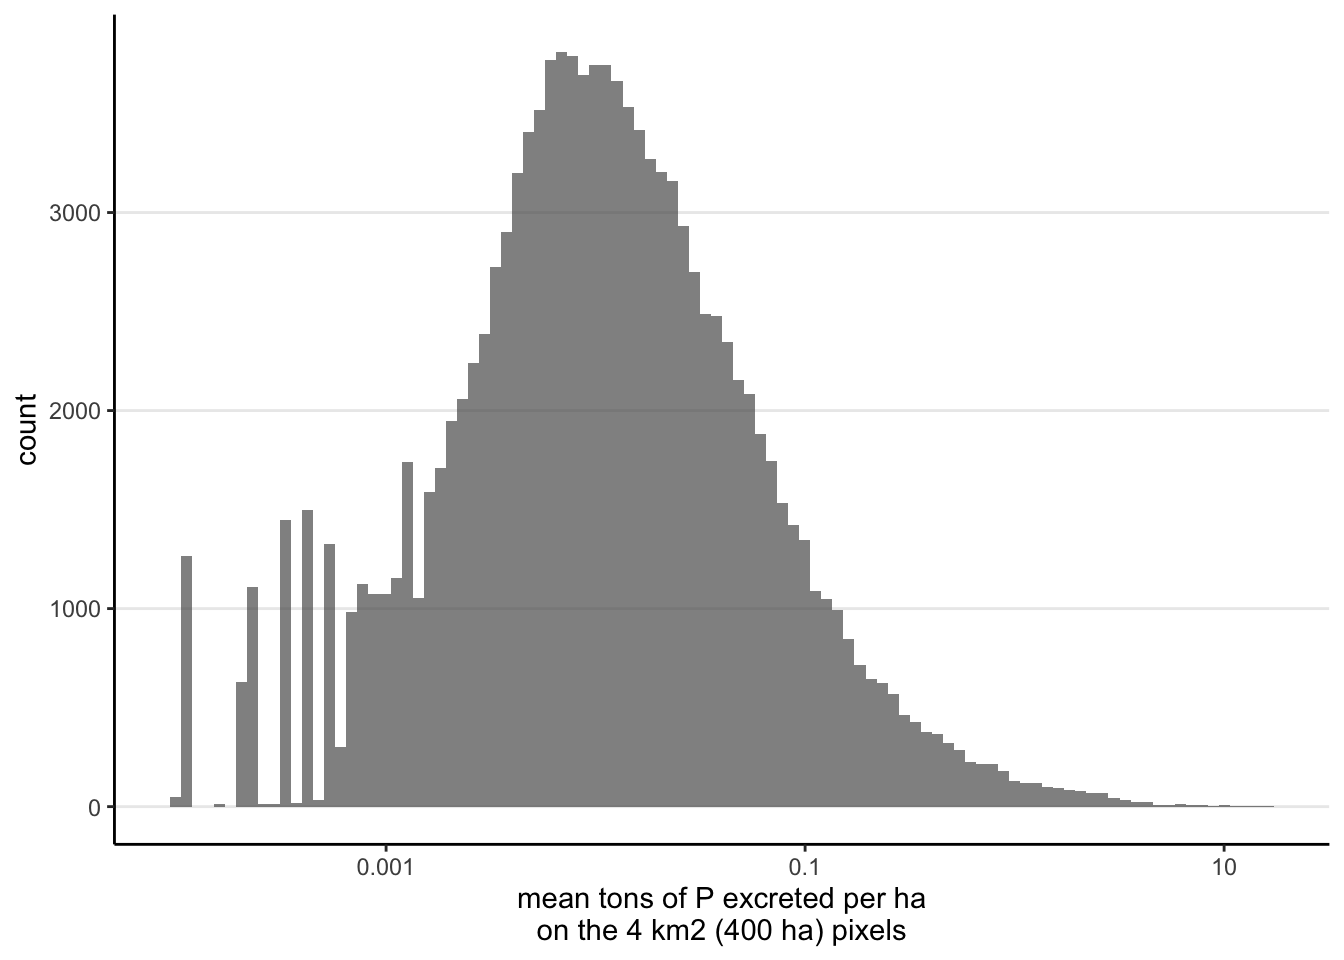 3000
2000
1000
0
count
0.001
0.1
10
mean tons of P excreted per ha
on the 4 km2 (400 ha) pixels